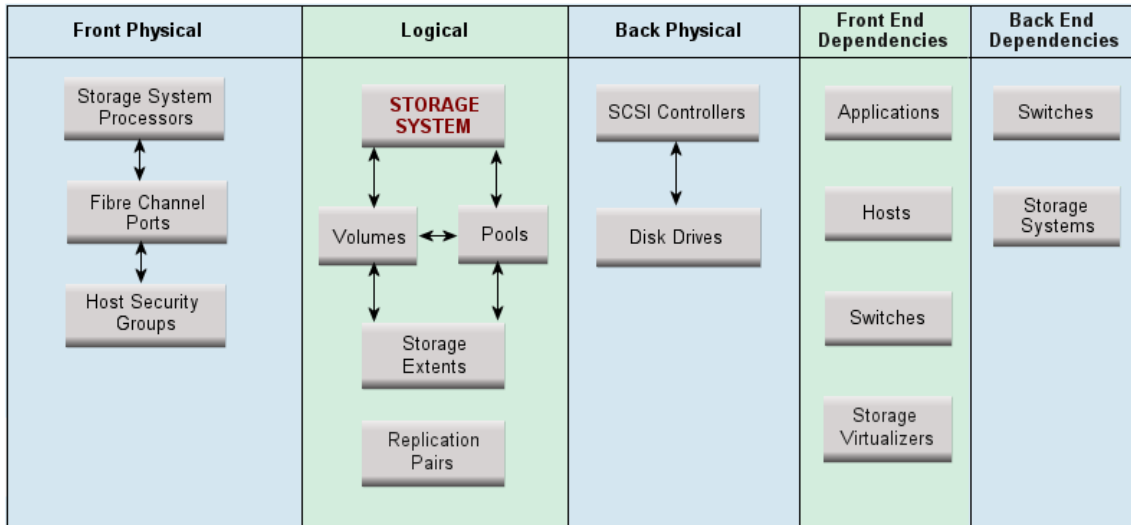 Front Physical
Logical
Back Physical
Front End
Dependencies
Back End
Dependencies
Storage System
Processors
Fibre Channel
Ports
Host Security
Groups
STORAGE
SYSTEM
Volumes
Pools
Storage
Extents
Replication
Pairs
SCSI Controllers
Disk Drives
Applications
Hosts
Switches
Storage
Virtualizers
Switches
Storage
Systems